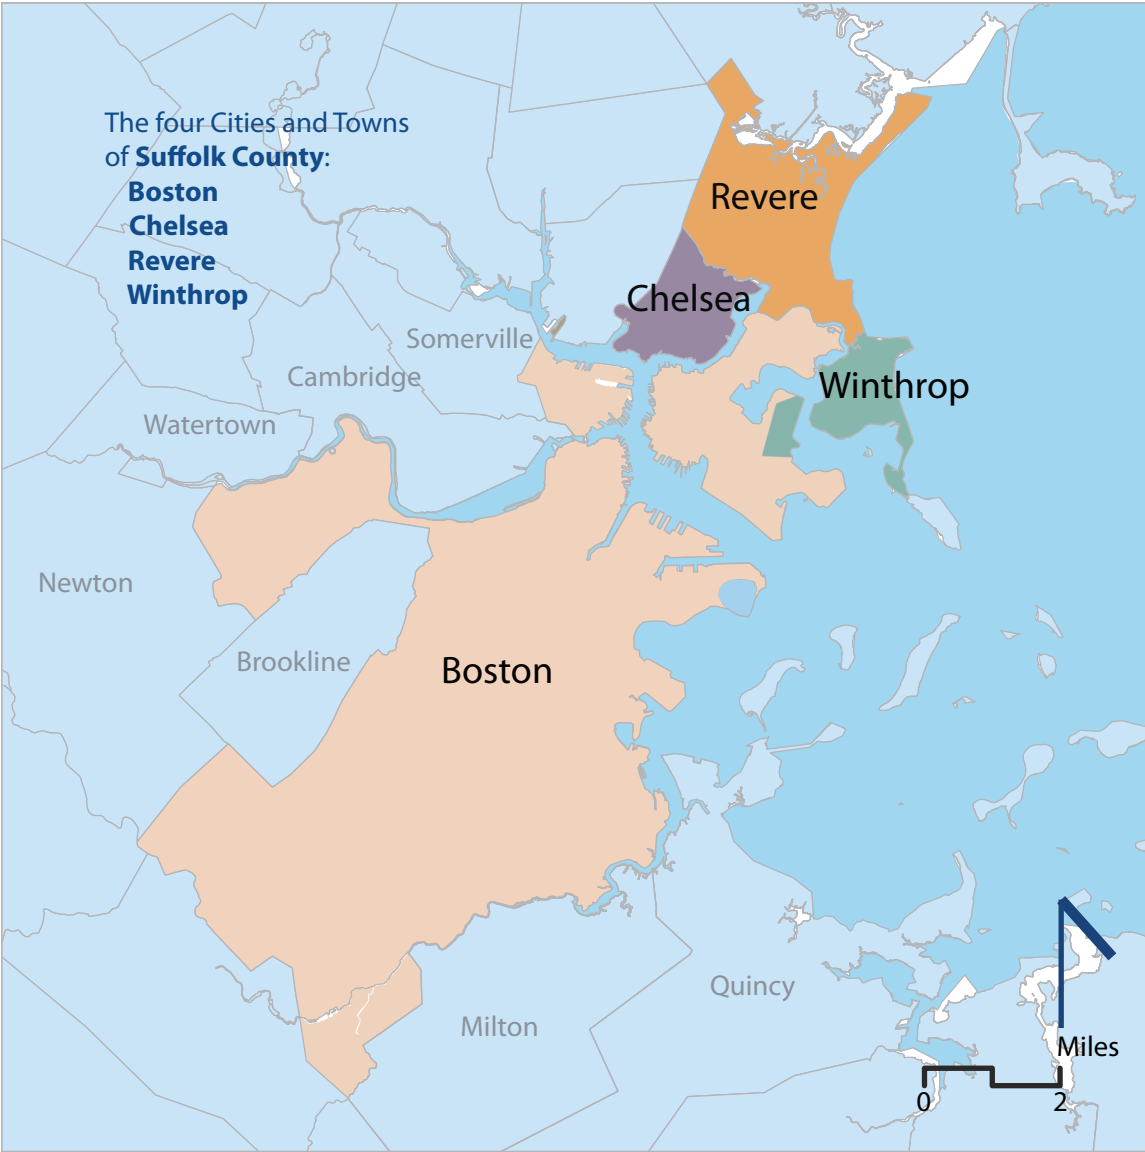 The four Cities and Towns
of Suffolk County:
Boston
Chelsea
Revere
Winthrop
Revere
Chelsea
Somerville
Cambridge
Winthrop
Watertown
Newton
Brookline
Boston
Quincy
Milton
Miles
0 2